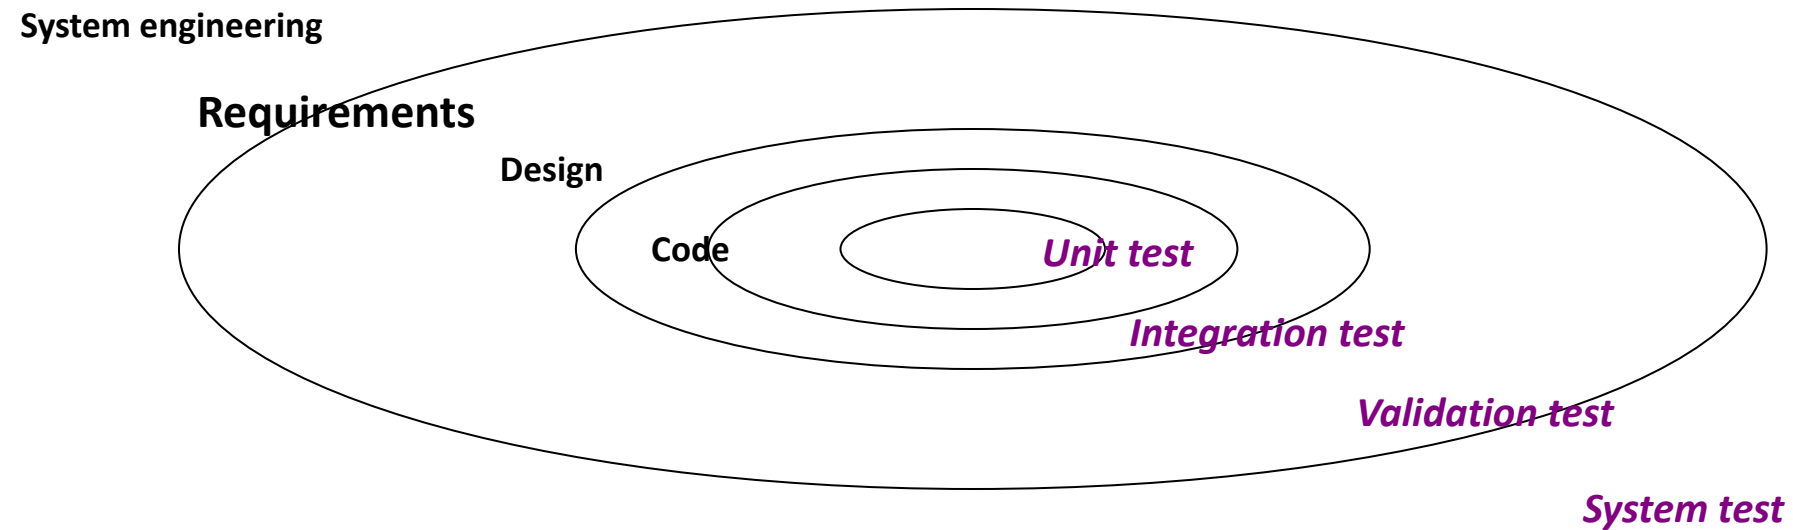 System engineering
Requirements
Design
Code
Unit test
Integration test
Validation test
System test